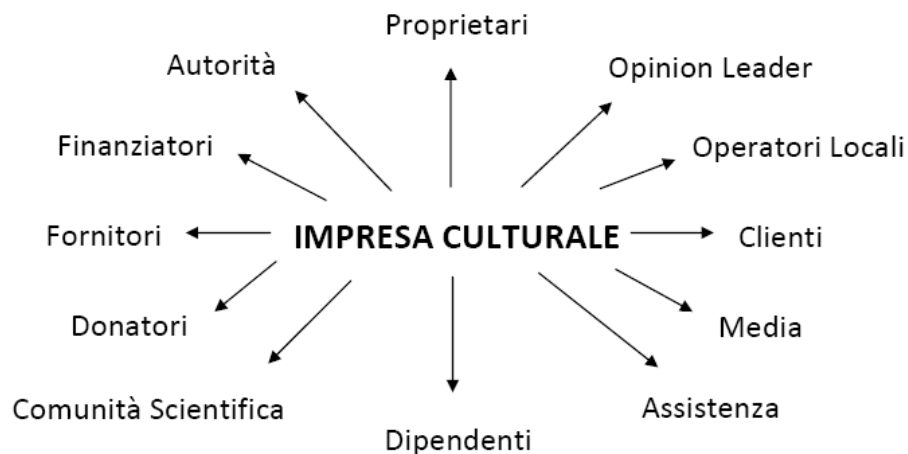 Proprietari
Autorità
Opinion Leader
Finanziatori
Operatori Locali
Fornitori
IMPRESA CULTURALE
Clienti
Donatori
Media
Comunità Scientifica
Assistenza
Dipendenti